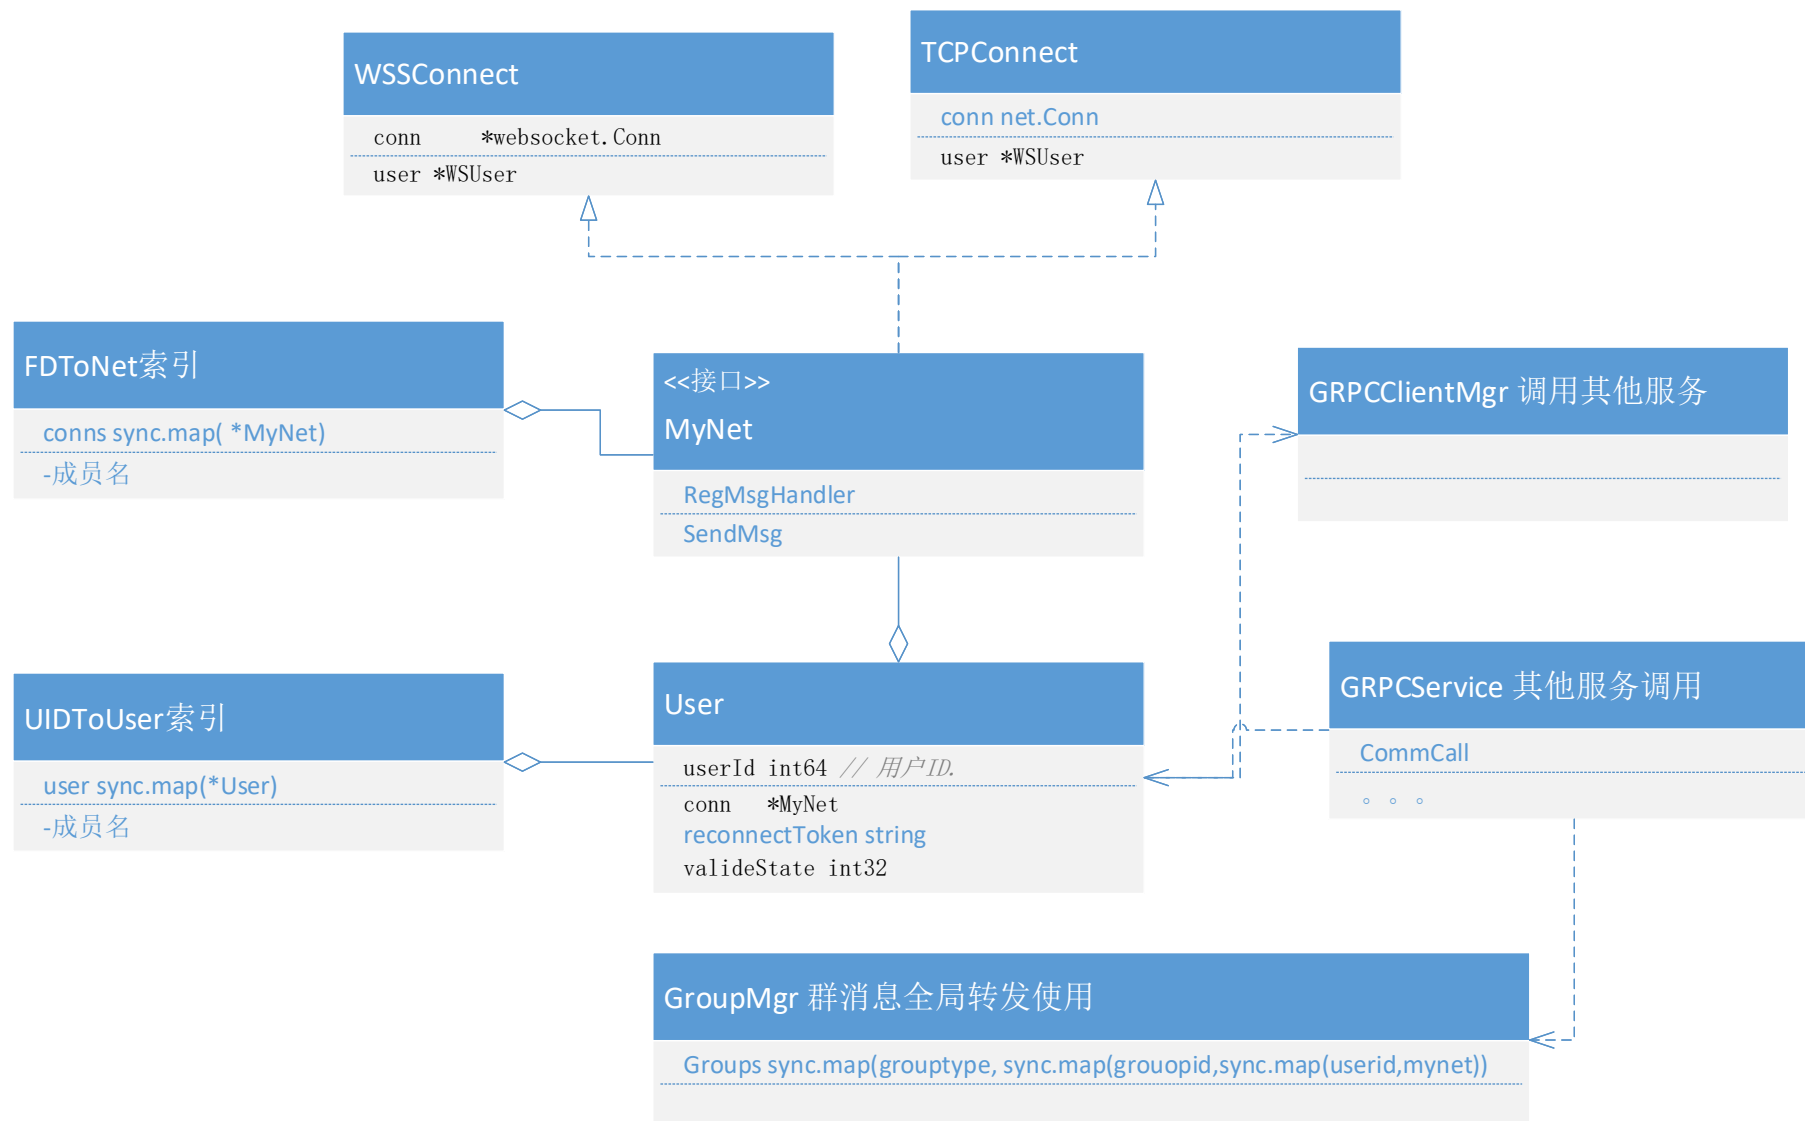 WSSConnect
conn     *websocket.Conn
user *WSUser
TCPConnect
conn net.Conn
user *WSUser
FDToNet索引
conns sync.map( *MyNet)
-成员名
<<接口>>
MyNet
RegMsgHandler
SendMsg
GRPCClientMgr 调用其他服务
UIDToUser索引
user sync.map(*User)
-成员名
User
userId int64 // 用户ID.
conn   *MyNet
reconnectToken string
valideState int32
GRPCService 其他服务调用
CommCall
。。。
GroupMgr 群消息全局转发使用
Groups sync.map(grouptype, sync.map(grouopid,sync.map(userid,mynet))